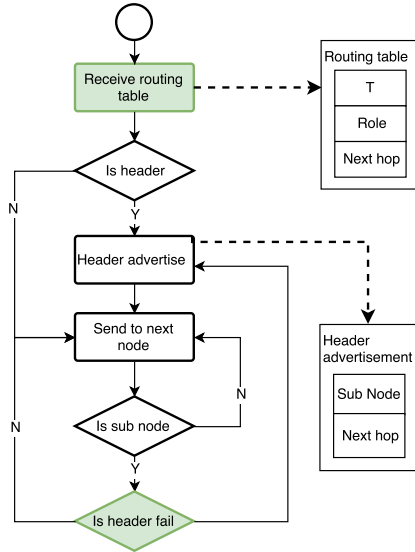 Receive routing
table
Routing table
T
Role
Next hop
Is header
N
Y
Header advertise
Send to next
node
Header
advertisement
Sub Node
Next hop
N
Is sub node
N
Y
Is header fail